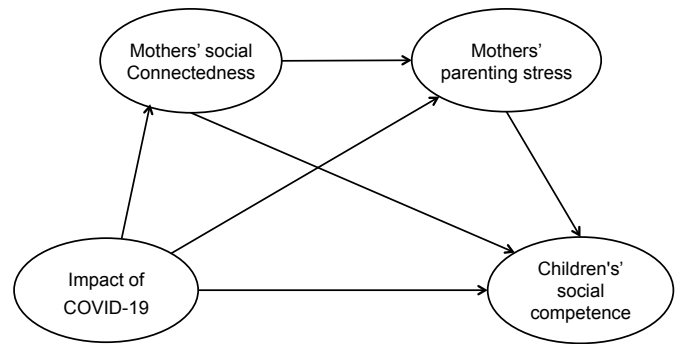 Mothers’ social
Connectedness
Mothers’
parenting stress
Impact of
COVID-19
Children's’
social
competence